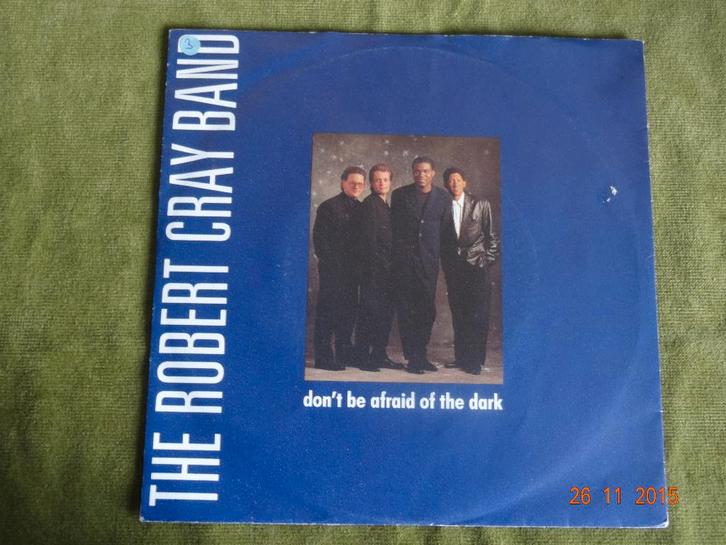 3
THE ROBERT CRAY BAND
don't be afraid of the dark
26 11 2015